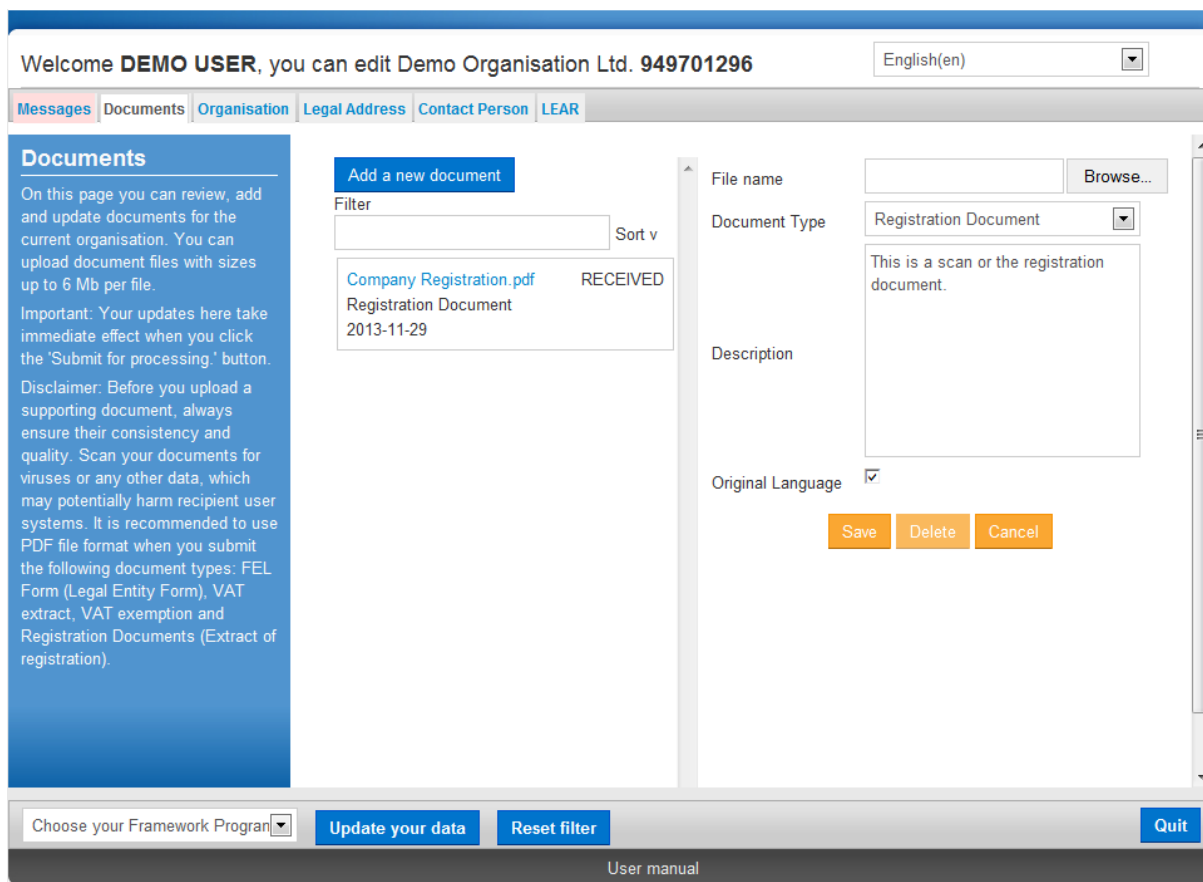 Welcome DEMO USER, you can edit Demo Organisation Ltd. 949701296
English(en)
Messages Documents Organisation Legal Address Contact Person LEAR
Documents
On this page you can review, add
and update documents for the
current organisation. You can
upload document files with sizes
up to 6 Mb per file.
Important: Your updates here take
immediate effect when you click
the 'Submit for processing.' button.
Disclaimer: Before you upload a
supporting document, always
ensure their consistency and
quality. Scan your documents for
viruses or any other data, which
may potentially harm recipient user
systems. It is recommended to use
PDF file format when you submit
the following document types: FEL
Form (Legal Entity Form), VAT
extract, VAT exemption and
Registration Documents (Extract of
registration).
Add a new document
Filter
Sort v
Company Registration.pdf RECEIVED
Registration Document
2013-11-29
File name
Browse...
Document Type
Registration Document
Description
This is a scan or the registration
document.
Original Language
Save Delete Cancel
Choose your Framework Progran
Update your data
Reset filter
Quit
User manual